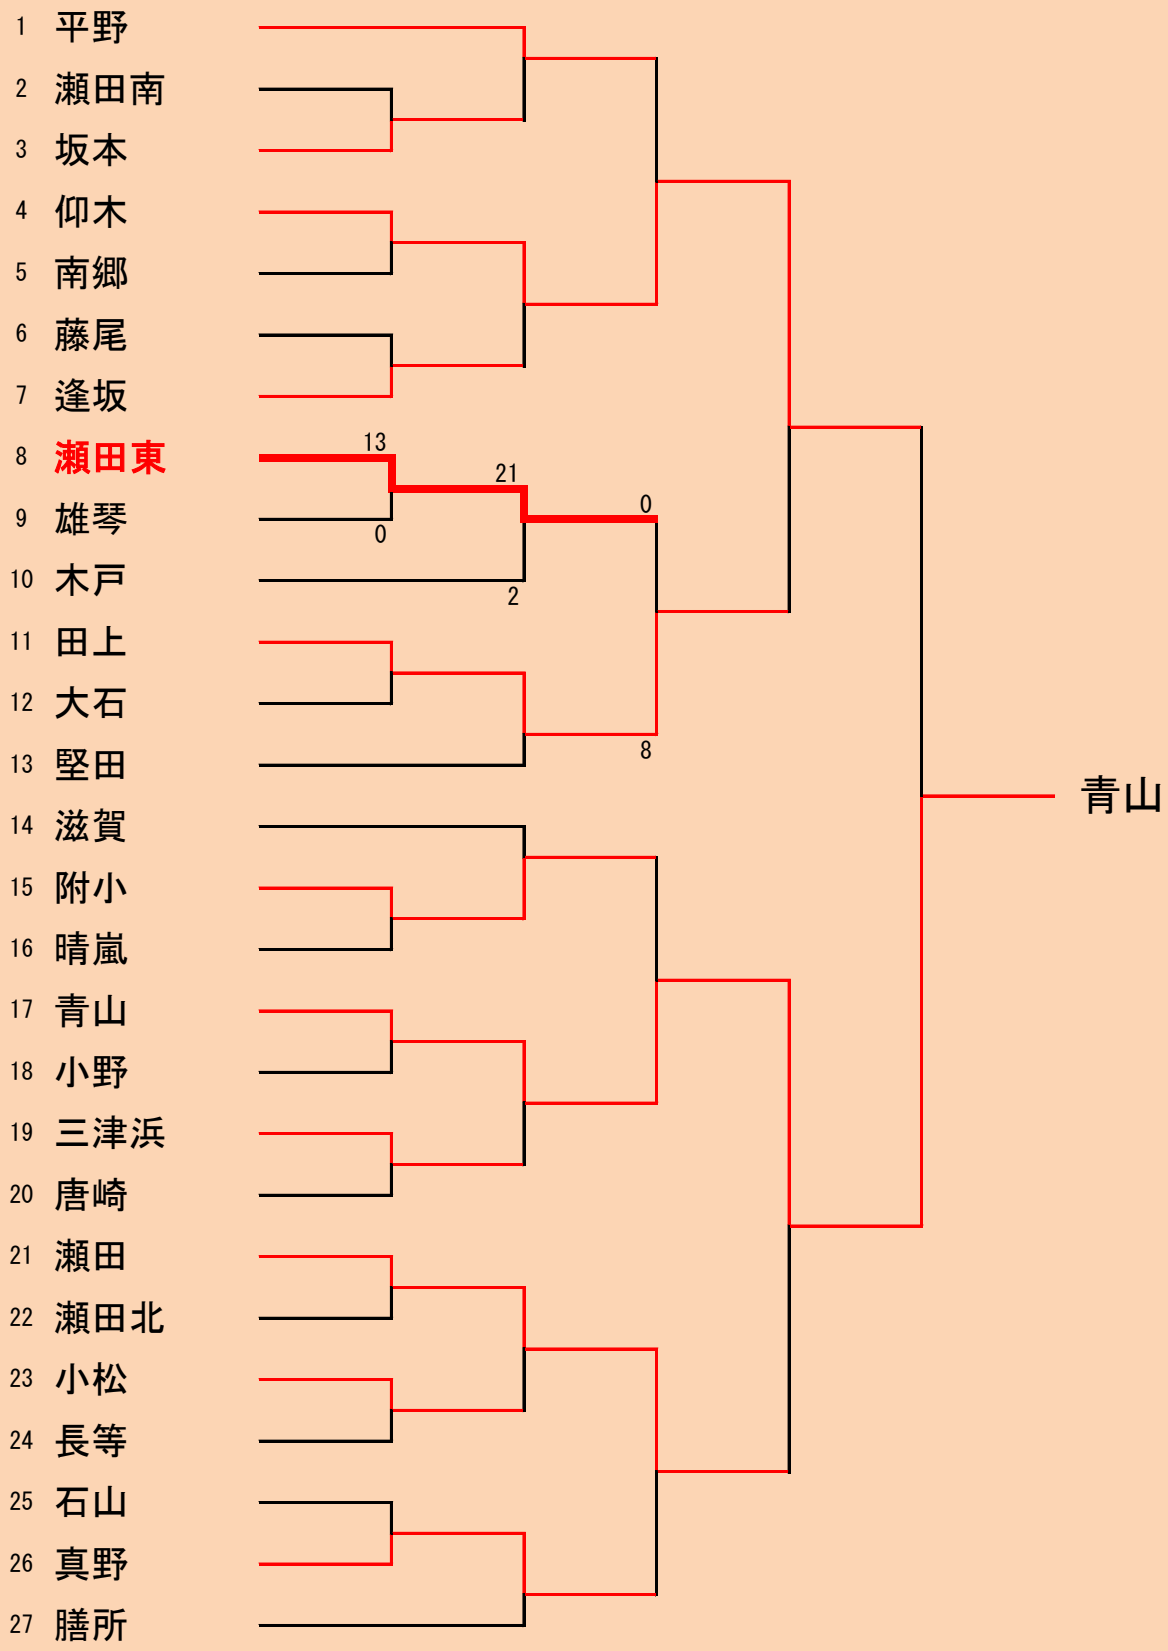 1 平野
2 瀬田南
3 坂本
4 仰木
5 南郷
6 藤尾
7 逢坂
13
8 瀬田東
21
0
9 雄琴
0
10 木戸
2
11 田上
12 大石
8
13 堅田
青山
14 滋賀
15 附小
16 晴嵐
17 青山
18 小野
19 三津浜
20 唐崎
21 瀬田
22 瀬田北
23 小松
24 長等
25 石山
26 真野
27 膳所